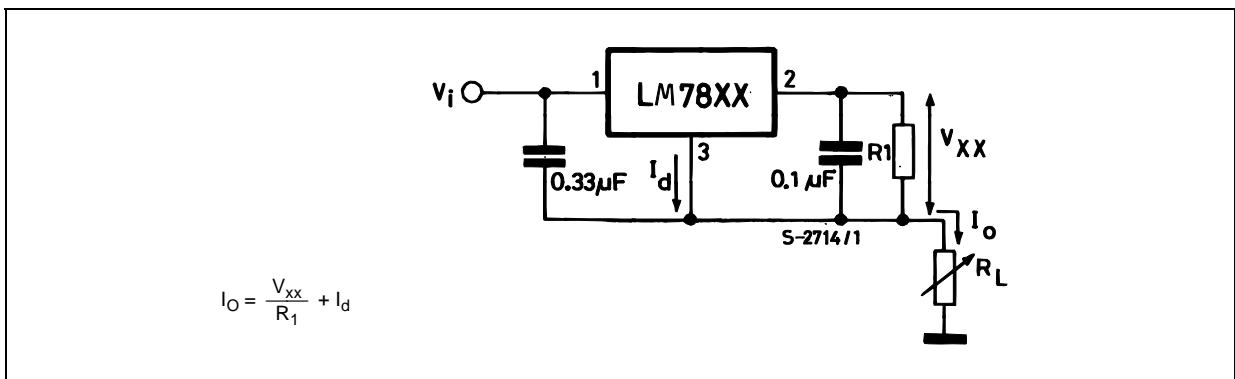 1 LM78XX 2
Vi
3
0.33µF
Id
0.1µF
R1
VXX
S-2714/1
Io
RL
IO = Vxx / R1 + Id